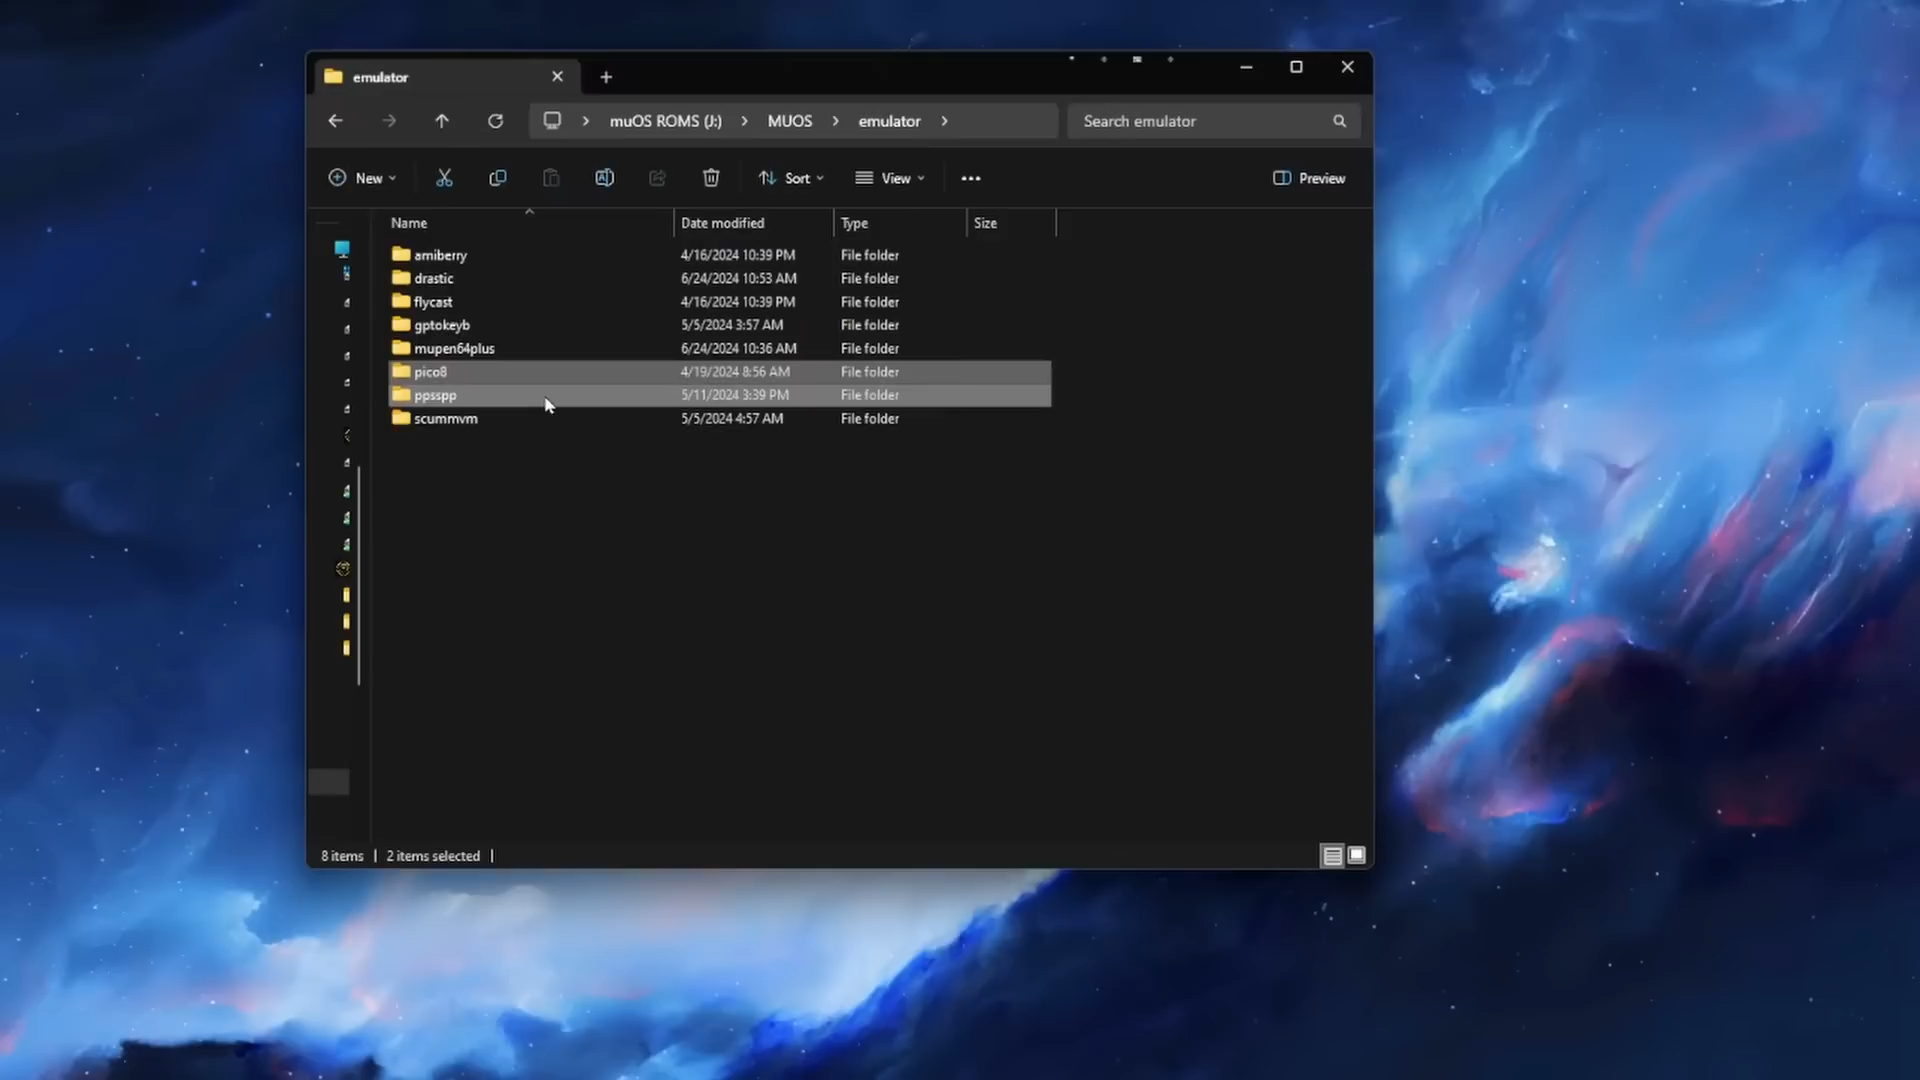 emulator
muOS ROMS (J:) > MUOS > emulator >
Search emulator
New
Sort
View
Preview
Name Date modified Type Size
amiberry 4/16/2024 10:39 PM File folder
drastic 6/24/2024 10:53 AM File folder
flycast 4/16/2024 10:39 PM File folder
gptokeyb 5/5/2024 3:57 AM File folder
mupen64plus 6/24/2024 10:36 AM File folder
pico8 4/19/2024 8:56 AM File folder
ppsspp 5/11/2024 3:39 PM File folder
scummvm 5/5/2024 4:57 AM File folder
8 items | 2 items selected |